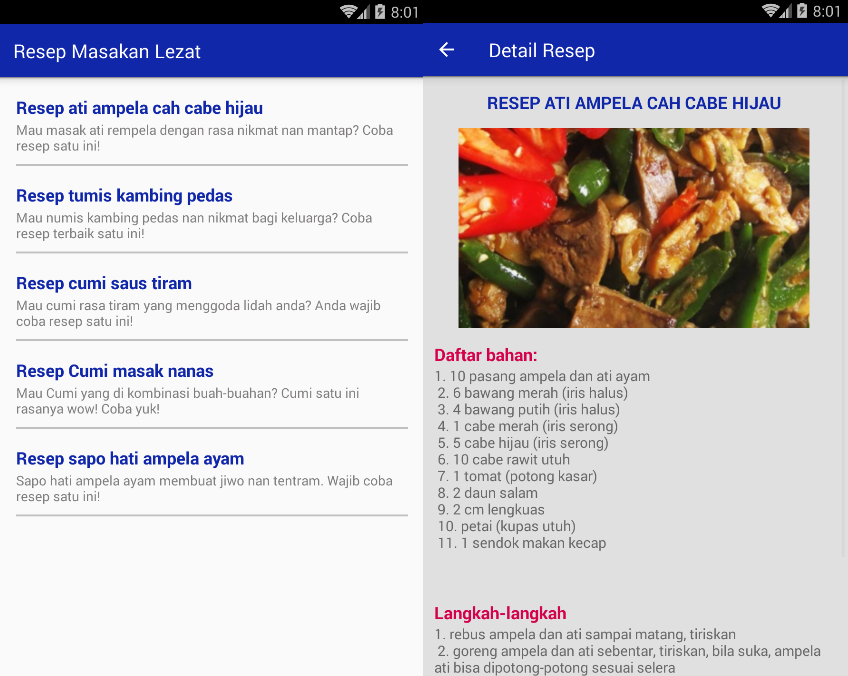 8:01
Resep Masakan Lezat
Resep ati ampela cah cabe hijau
Mau masak ati rempela dengan rasa nikmat nan mantap? Coba
resep satu ini!
Resep tumis kambing pedas
Mau numis kambing pedas nan nikmat bagi keluarga? Coba
resep terbaik satu ini!
Resep cumi saus tiram
Mau cumi rasa tiram yang menggoda lidah anda? Anda wajib
coba resep satu ini!
Resep Cumi masak nanas
Mau Cumi yang di kombinasi buah-buahan? Cumi satu ini
rasanya wow! Coba yuk!
Resep sapo hati ampela ayam
Sapo hati ampela ayam membuat jiwo nan tentram. Wajib coba
resep satu ini!
8:01
Detail Resep
RESEP ATI AMPELA CAH CABE HIJAU
Daftar bahan:
1. 10 pasang ampela dan ati ayam
2. 6 bawang merah (iris halus)
3. 4 bawang putih (iris halus)
4. 1 cabe merah (iris serong)
5. 5 cabe hijau (iris serong)
6. 10 cabe rawit utuh
7. 1 tomat (potong kasar)
8. 2 daun salam
9. 2 cm lengkuas
10. petai (kupas utuh)
11. 1 sendok makan kecap
Langkah-langkah
1. rebus ampela dan ati sampai matang, tiriskan
2. goreng ampela dan ati sebentar, tiriskan, bila suka, ampela
ati bisa dipotong-potong sesuai selera